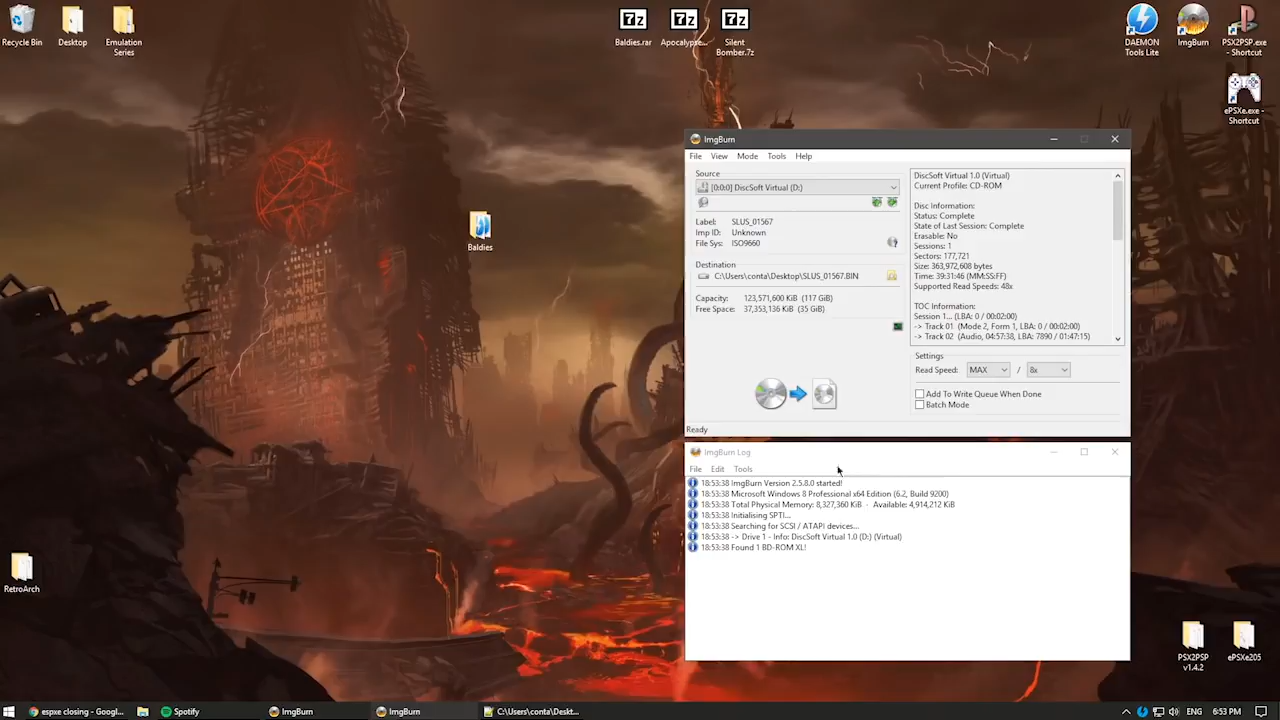 Recycle Bin
Desktop
Emulation
Series
Baldies.rar
Apocalypse...
Silent
Bomber.7z
DAEMON
Tools Lite
ImgBurn
PSX2PSP.exe
- Shortcut
ePSXe.exe -
Shortcut
Baldies
RetroArch
PSX2PSP
v1.4.2
ePSXe205
ImgBurn
File View Mode Tools Help
Source
[0:0:0] DiscSoft Virtual (D:)
Label: SLUS_01567
Imp ID: Unknown
File Sys: ISO9660
Destination
C:\Users\conta\Desktop\SLUS_01567.BIN
Capacity: 123,571,600 KiB (117 GiB)
Free Space: 37,353,136 KiB (35 GiB)
DiscSoft Virtual 1.0 (Virtual)
Current Profile: CD-ROM
Disc Information:
Status: Complete
State of Last Session: Complete
Erasable: No
Sessions: 1
Sectors: 177,721
Size: 363,972,608 bytes
Time: 39:31:46 (MM:SS:FF)
Supported Read Speeds: 48x
TOC Information:
Session 1... (LBA: 0 / 00:02:00)
-> Track 01 (Mode 2, Form 1, LBA: 0 / 00:02:00)
-> Track 02 (Audio, 04:57:38, LBA: 7890 / 01:47:15)
Settings
Read Speed: MAX / 8x
Add To Write Queue When Done
Batch Mode
Ready
ImgBurn Log
File Edit Tools
18:53:38 ImgBurn Version 2.5.8.0 started!
18:53:38 Microsoft Windows 8 Professional x64 Edition (6.2, Build 9200)
18:53:38 Total Physical Memory: 8,327,360 KiB - Available: 4,914,212 KiB
18:53:38 Initialising SPTI...
18:53:38 Searching for SCSI / ATAPI devices...
18:53:38 -> Drive 1 - Info: DiscSoft Virtual 1.0 (D:) (Virtual)
18:53:38 Found 1 BD-ROM XL!
espxe closing - Googl...
Spotify
ImgBurn
ImgBurn
C:\Users\conta\Deskt...
ENG
6:53 PM